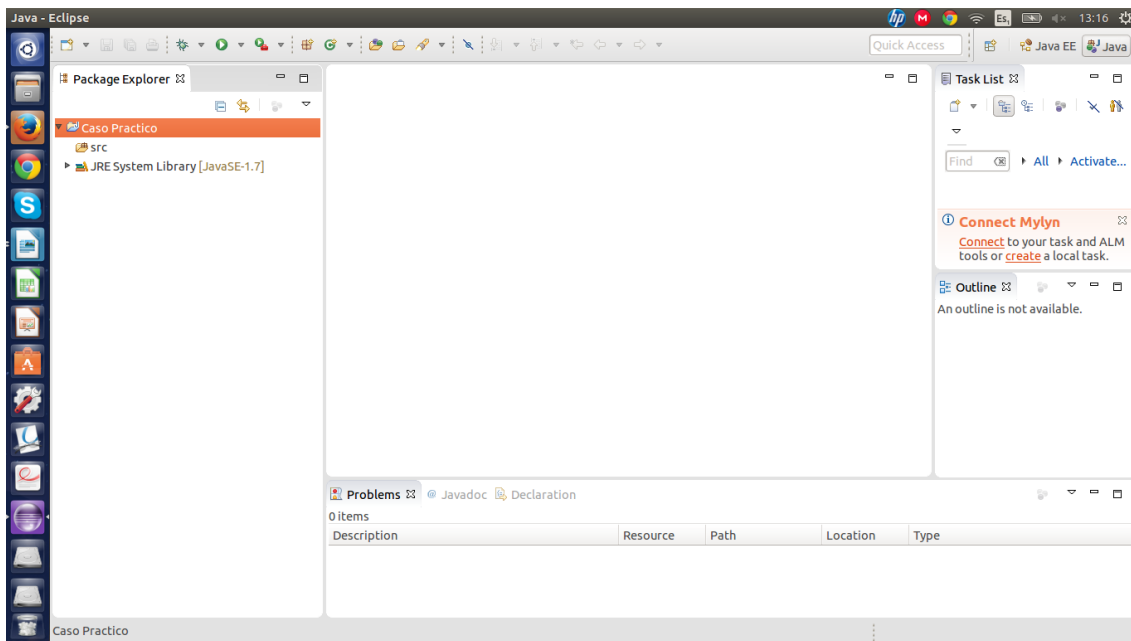 Java - Eclipse
hp M Es1 13:16
Quick Access Java EE Java
Package Explorer
Task List
Caso Practico
src
JRE System Library [JavaSE-1.7]
Find All Activate...
Connect Mylyn
Connect to your task and ALM
tools or create a local task.
Outline
An outline is not available.
Problems @ Javadoc Declaration
0 items
Description Resource Path Location Type
Caso Practico